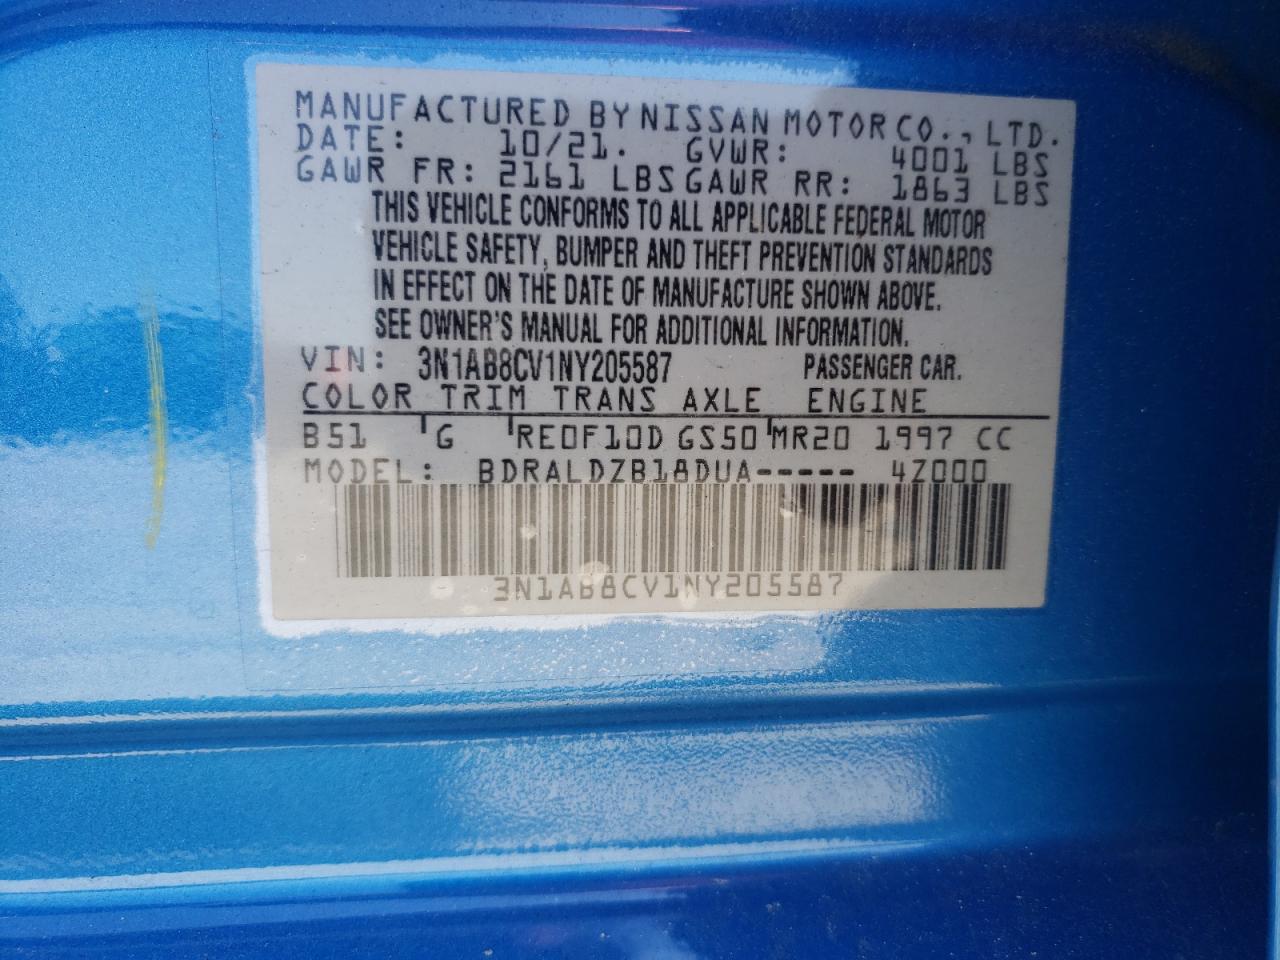 MANUFACTURED BY NISSAN MOTOR CO., LTD.
DATE: 10/21. GVWR: 4001 LBS
GAWR FR: 2161 LBS GAWR RR: 1863 LBS
THIS VEHICLE CONFORMS TO ALL APPLICABLE FEDERAL MOTOR
VEHICLE SAFETY, BUMPER AND THEFT PREVENTION STANDARDS
IN EFFECT ON THE DATE OF MANUFACTURE SHOWN ABOVE.
SEE OWNER'S MANUAL FOR ADDITIONAL INFORMATION.
VIN: 3N1AB8CV1NY205587 PASSENGER CAR.
COLOR TRIM TRANS AXLE ENGINE
B51 G RE0F10D GS50 MR20 1997 CC
MODEL: BDRALDZB18DUA----- 4Z000
3N1AB8CV1NY205587